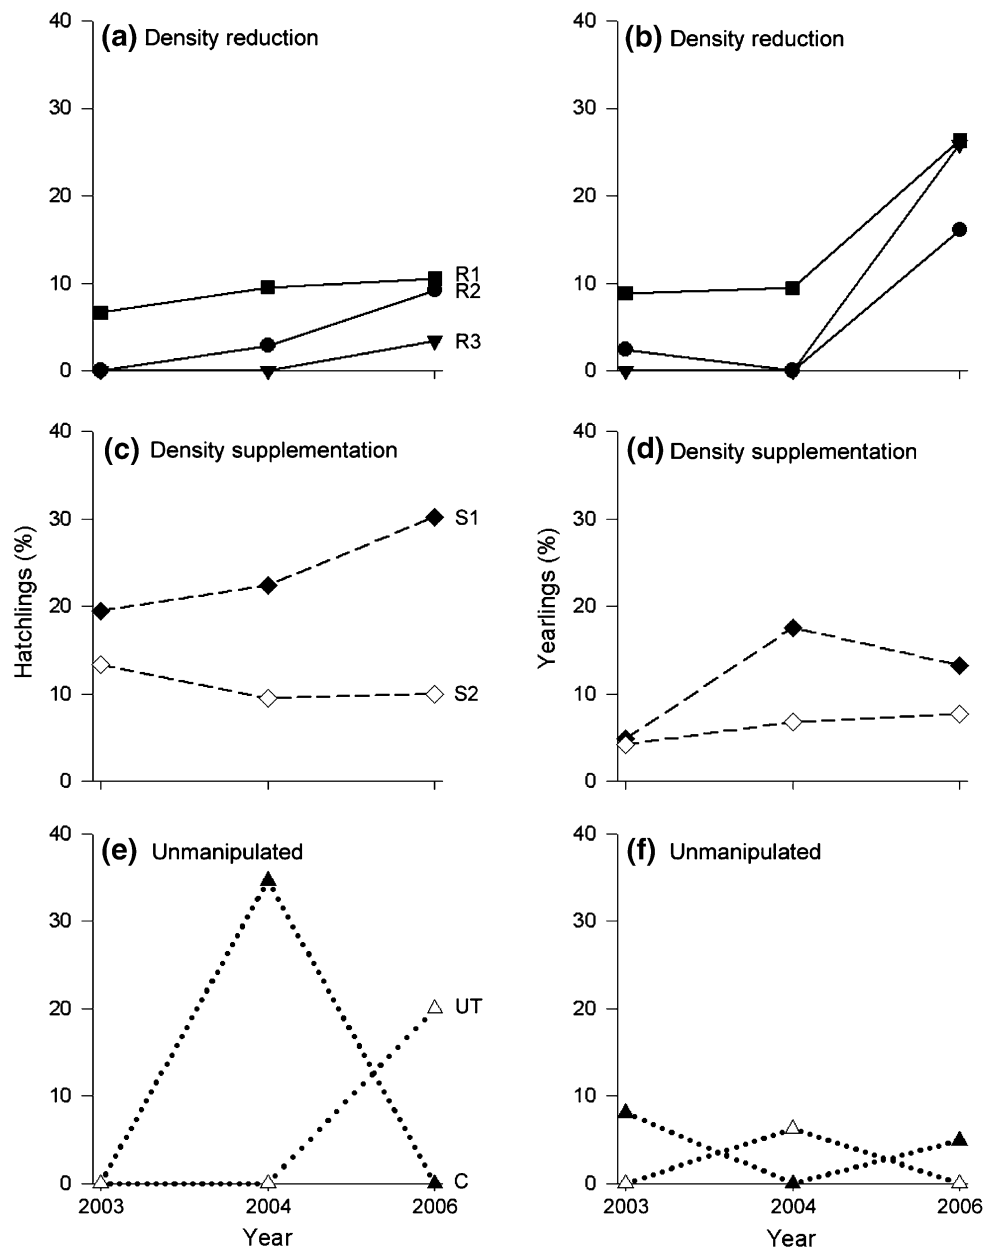 (a) Density reduction
40
30
20
10
0
R1
R2
R3
(b) Density reduction
40
30
20
10
0
(c) Density supplementation
40
30
20
10
0
Hatchlings (%)
S1
S2
(d) Density supplementation
40
30
20
10
0
Yearlings (%)
(e) Unmanipulated
40
30
20
10
0
UT
C
2003 2004 2006
Year
(f) Unmanipulated
40
30
20
10
0
2003 2004 2006
Year